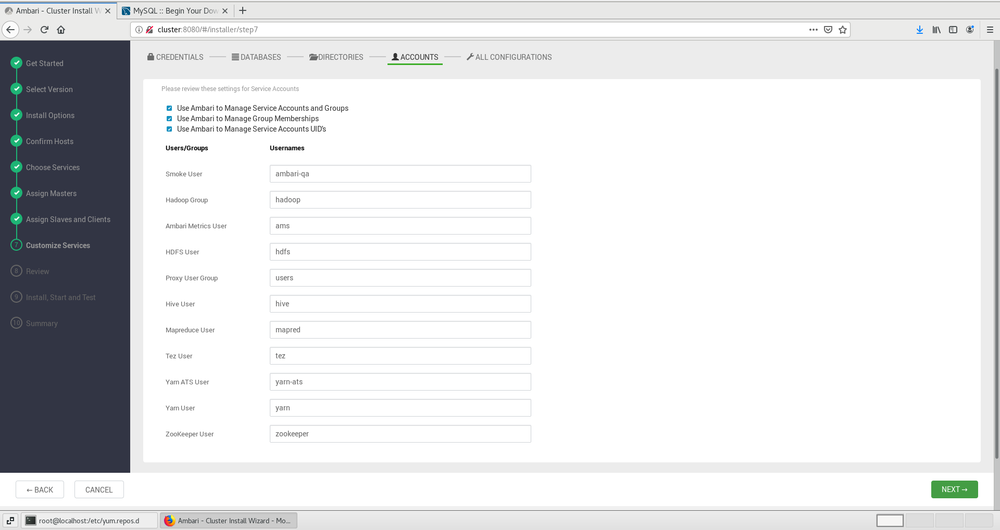 Ambari - Cluster Install W
MySQL :: Begin Your Dow
cluster:8080/#/installer/step7
Get Started
Select Version
Install Options
Confirm Hosts
Choose Services
Assign Masters
Assign Slaves and Clients
7 Customize Services
8 Review
9 Install, Start and Test
10 Summary
CREDENTIALS DATABASES DIRECTORIES ACCOUNTS ALL CONFIGURATIONS
Please review these settings for Service Accounts
Use Ambari to Manage Service Accounts and Groups
Use Ambari to Manage Group Memberships
Use Ambari to Manage Service Accounts UID's
Users/Groups Usernames
Smoke User ambari-qa
Hadoop Group hadoop
Ambari Metrics User ams
HDFS User hdfs
Proxy User Group users
Hive User hive
Mapreduce User mapred
Tez User tez
Yarn ATS User yarn-ats
Yarn User yarn
ZooKeeper User zookeeper
← BACK CANCEL NEXT →
root@localhost:/etc/yum.repos.d
Ambari - Cluster Install Wizard - Mo...